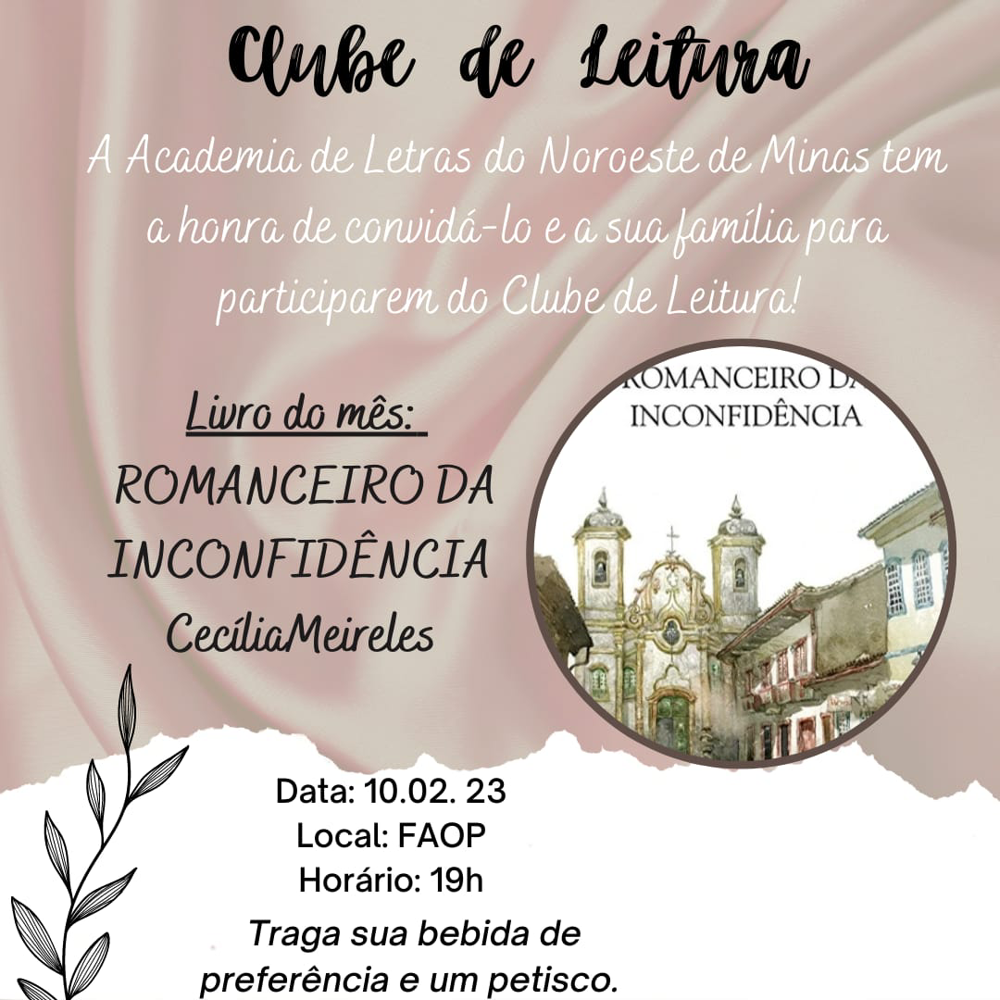 Clube de Leitura
A Academia de Letras do Noroeste de Minas tem
a honra de convidá-lo e a sua família para
participarem do Clube de Leitura!
ROMANCEIRO DA
INCONFIDÊNCIA
Livro do mês:
ROMANCEIRO DA
INCONFIDÊNCIA
CecíliaMeireles
Data: 10.02. 23
Local: FAOP
Horário: 19h
Traga sua bebida de
preferência e um petisco.